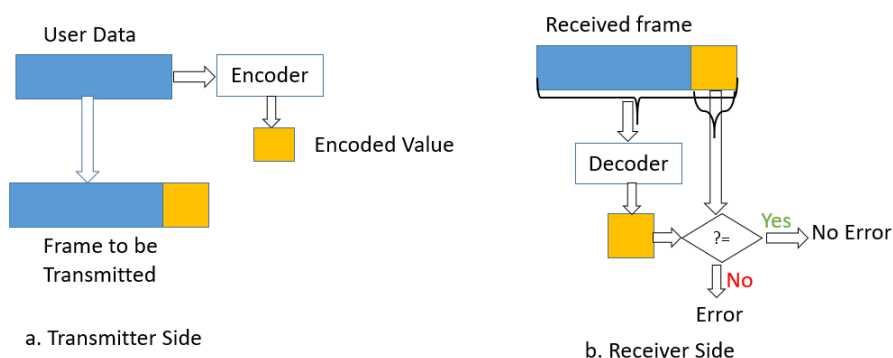 User Data
Encoder
Encoded Value
Frame to be
Transmitted
a. Transmitter Side
Received frame
Decoder
?=
Yes
No Error
No
Error
b. Receiver Side